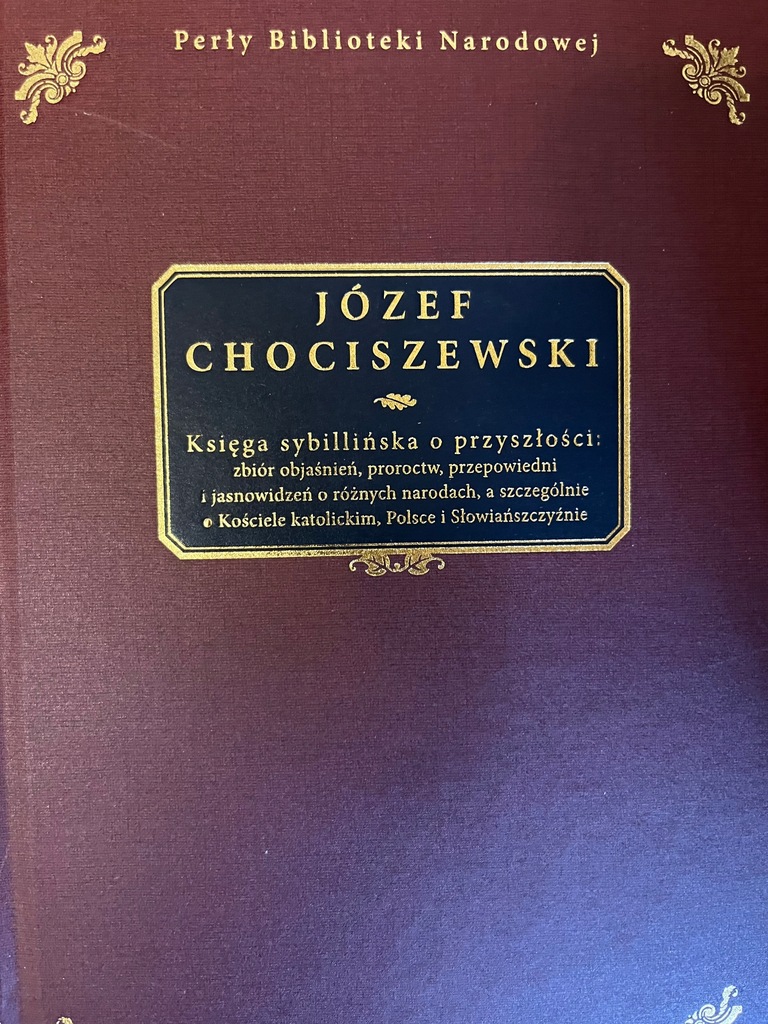 Perły Biblioteki Narodowej
JÓZEF
CHOCISZEWSKI
Księga sybillińska o przyszłości:
zbiór objaśnień, proroctw, przepowiedni
i jasnowidzeń o różnych narodach, a szczególnie
o Kościele katolickim, Polsce i Słowiańszczyźnie